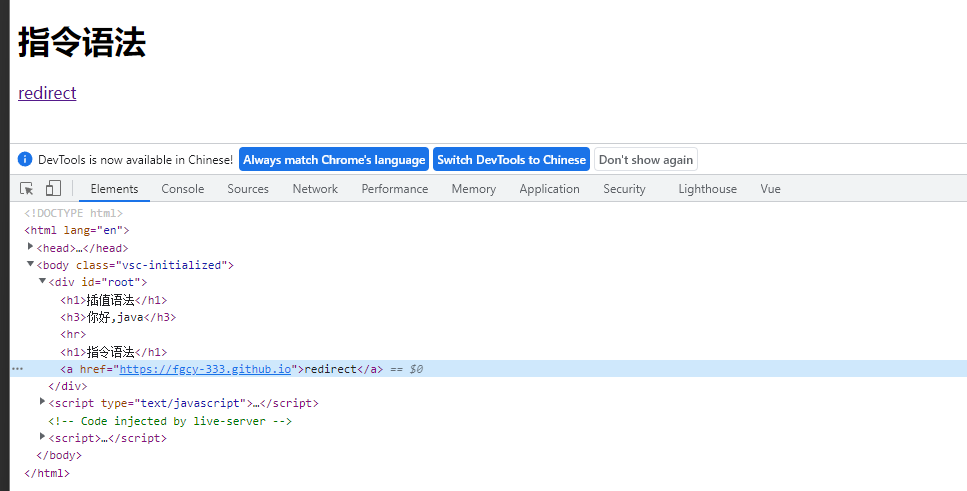 指令语法
redirect
DevTools is now available in Chinese! Always match Chrome's language Switch DevTools to Chinese Don't show again
Elements Console Sources Network Performance Memory Application Security Lighthouse Vue
<!DOCTYPE html>
<html lang="en">
<head>…</head>
<body class="vsc-initialized">
<div id="root">
<h1>插值语法</h1>
<h3>你好,java</h3>
<hr>
<h1>指令语法</h1>
<a href="https://fgcy-333.github.io">redirect</a> == $0
</div>
<script type="text/javascript">…</script>
<!-- Code injected by live-server -->
<script>…</script>
</body>
</html>